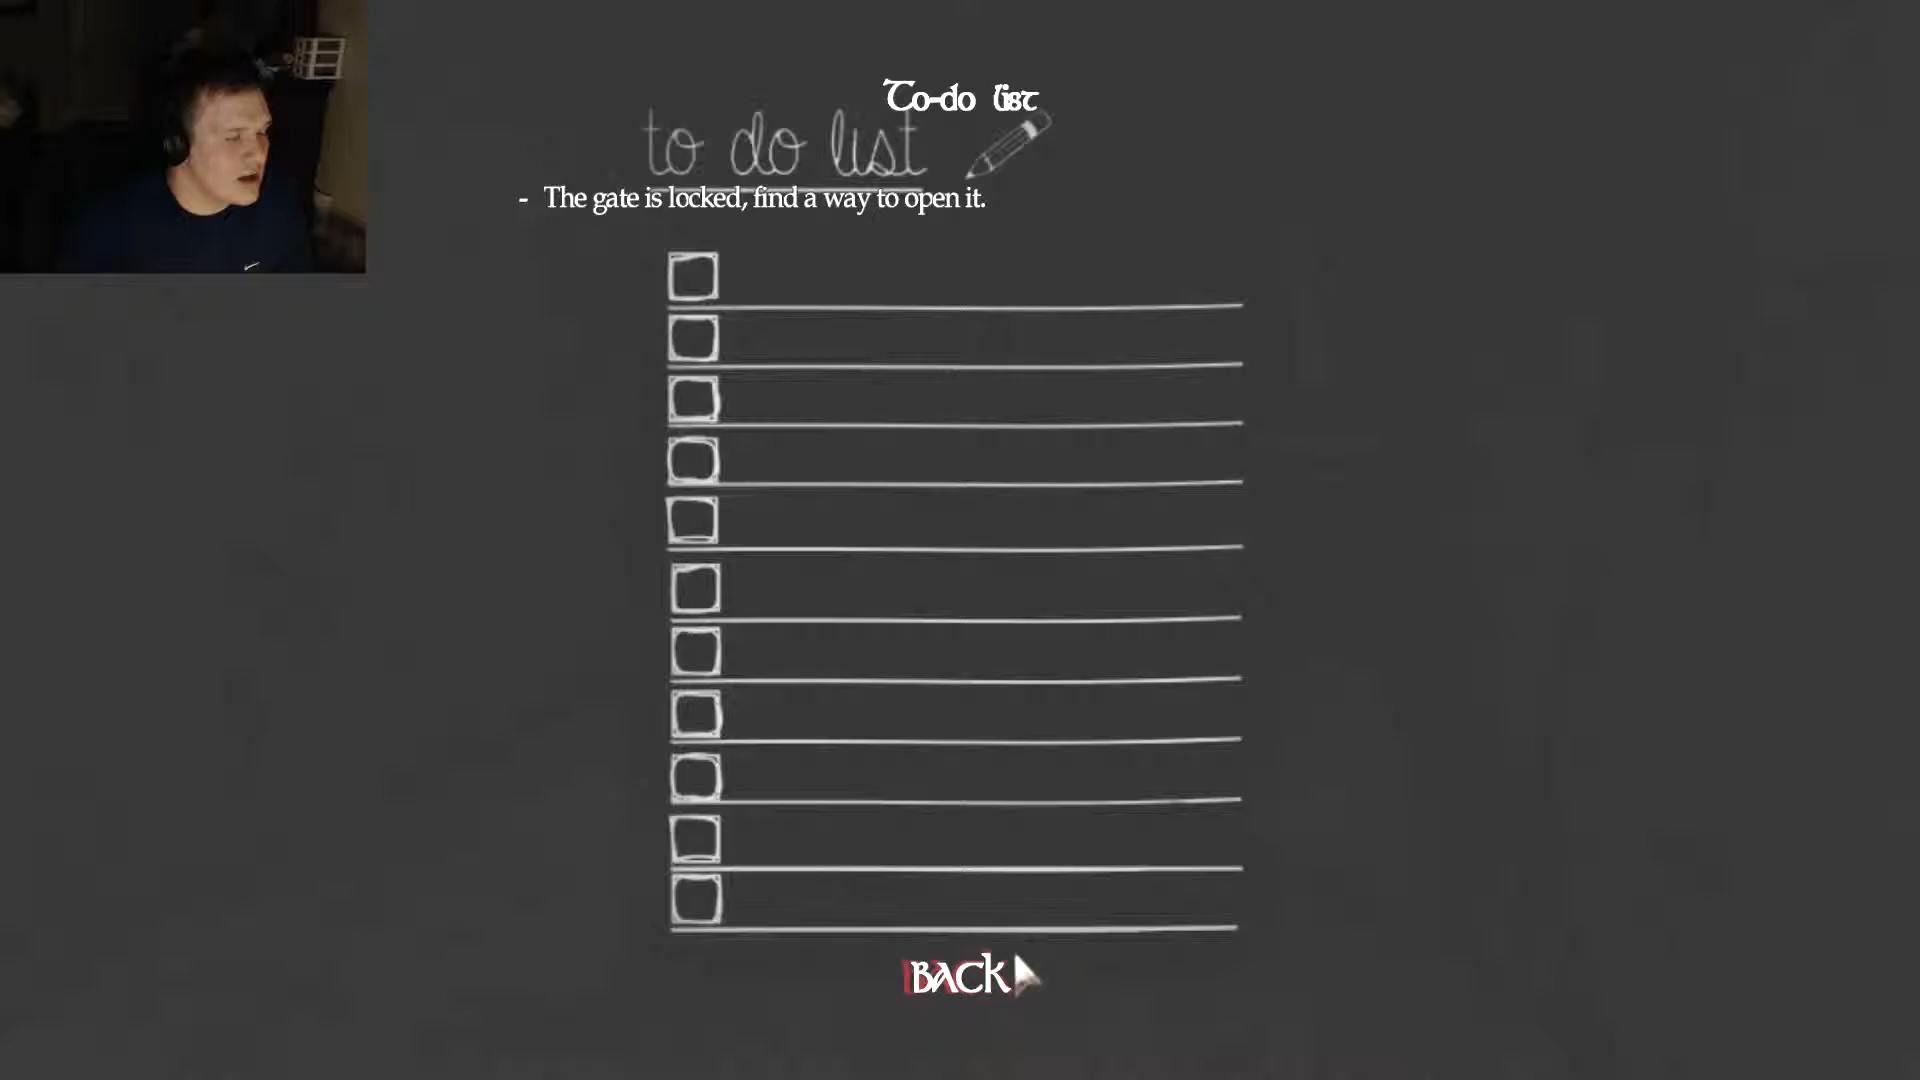 To-do list
to do list
- The gate is locked, find a way to open it.
BACK